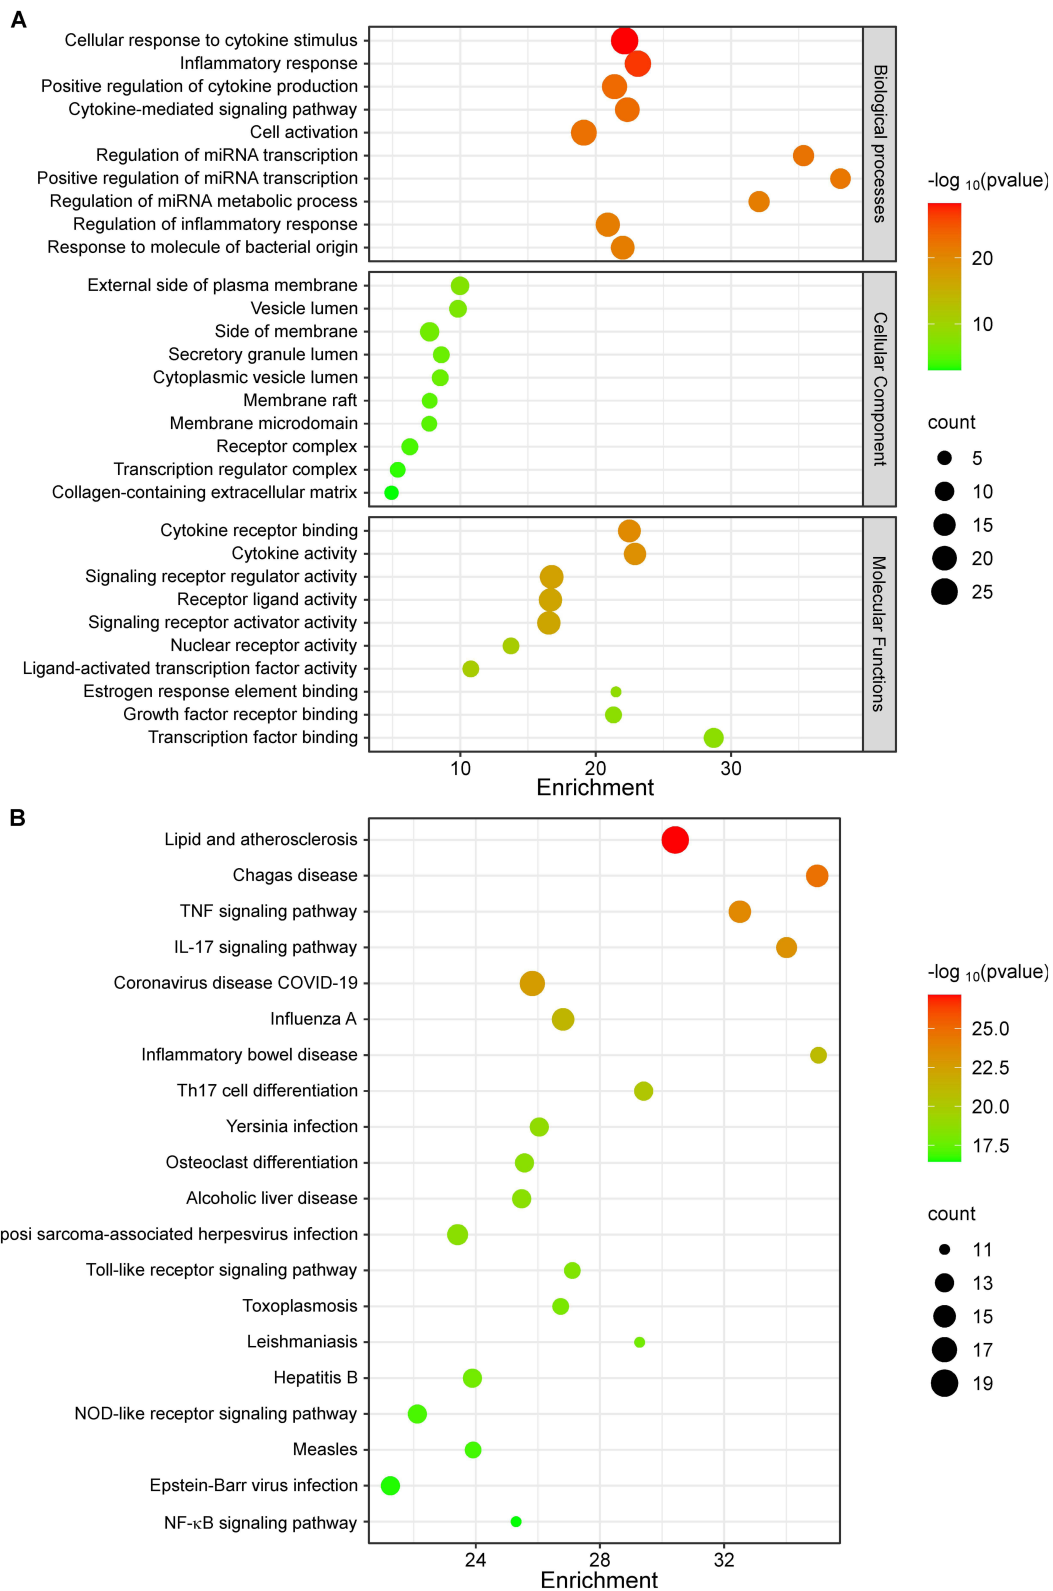 A
Cellular response to cytokine stimulus
Inflammatory response
Positive regulation of cytokine production
Cytokine-mediated signaling pathway
Cell activation
Regulation of miRNA transcription
Positive regulation of miRNA transcription
Regulation of miRNA metabolic process
Regulation of inflammatory response
Response to molecule of bacterial origin
Biological processes
External side of plasma membrane
Vesicle lumen
Side of membrane
Secretory granule lumen
Cytoplasmic vesicle lumen
Membrane raft
Membrane microdomain
Receptor complex
Transcription regulator complex
Collagen-containing extracellular matrix
Cellular Component
Cytokine receptor binding
Cytokine activity
Signaling receptor regulator activity
Receptor ligand activity
Signaling receptor activator activity
Nuclear receptor activity
Ligand-activated transcription factor activity
Estrogen response element binding
Growth factor receptor binding
Transcription factor binding
Molecular Functions
10 20 30
Enrichment
-log 10(pvalue)
20
10
count
5
10
15
20
25
B
Lipid and atherosclerosis
Chagas disease
TNF signaling pathway
IL-17 signaling pathway
Coronavirus disease COVID-19
Influenza A
Inflammatory bowel disease
Th17 cell differentiation
Yersinia infection
Osteoclast differentiation
Alcoholic liver disease
posi sarcoma-associated herpesvirus infection
Toll-like receptor signaling pathway
Toxoplasmosis
Leishmaniasis
Hepatitis B
NOD-like receptor signaling pathway
Measles
Epstein-Barr virus infection
NF-κB signaling pathway
24 28 32
Enrichment
-log 10(pvalue)
25.0
22.5
20.0
17.5
count
11
13
15
17
19